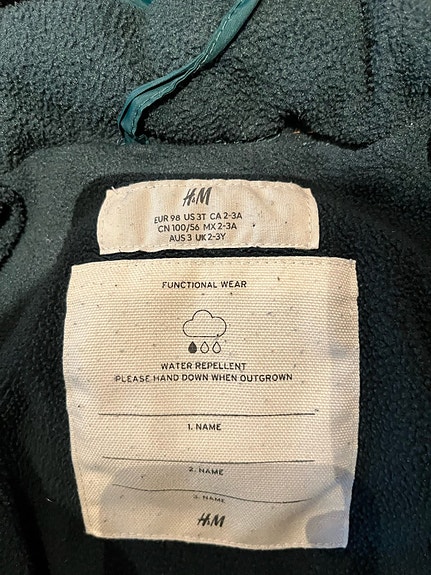 H&M
EUR 98 US 3T CA 2-3A
CN 100/56 MX 2-3A
AUS 3 UK 2-3Y
FUNCTIONAL WEAR
WATER REPELLENT
PLEASE HAND DOWN WHEN OUTGROWN
1. NAME
2. NAME
3. NAME
H&M